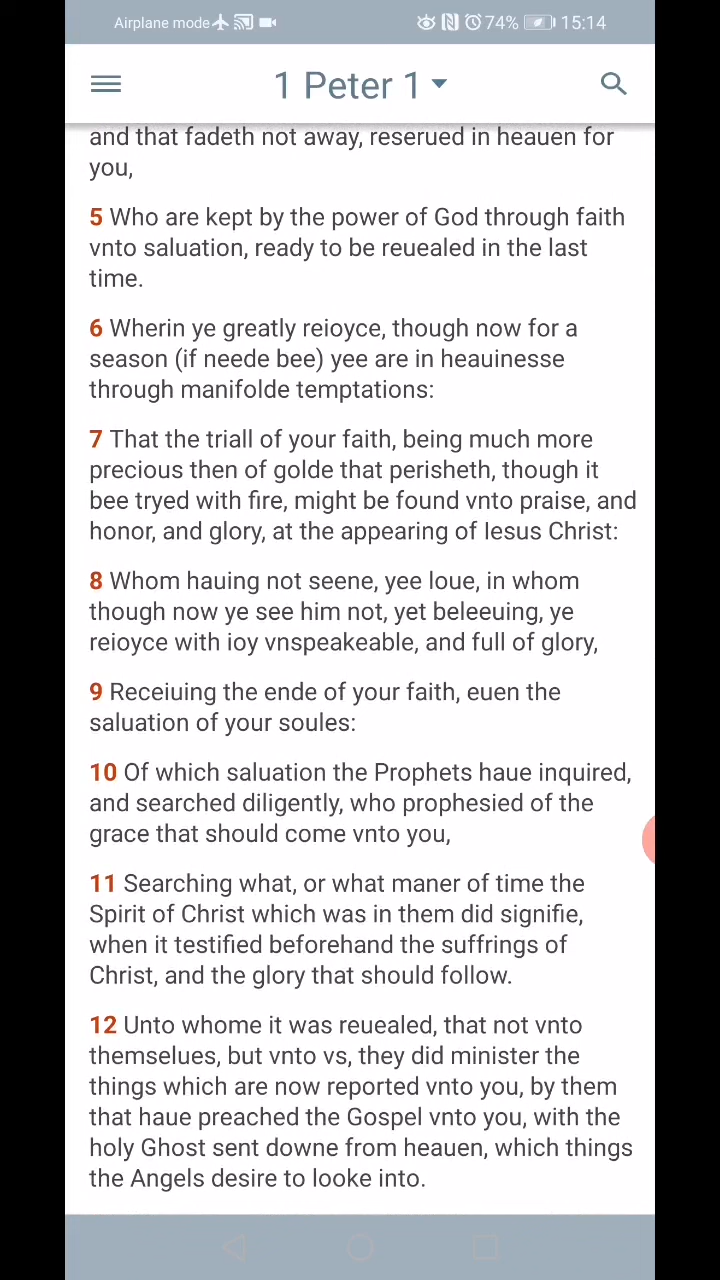 Airplane mode 74% 15:14
1 Peter 1
and that fadeth not away, reserued in heauen for
you,
5 Who are kept by the power of God through faith
vnto saluation, ready to be reuealed in the last
time.
6 Wherin ye greatly reioyce, though now for a
season (if neede bee) yee are in heauinesse
through manifolde temptations:
7 That the triall of your faith, being much more
precious then of golde that perisheth, though it
bee tryed with fire, might be found vnto praise, and
honor, and glory, at the appearing of Iesus Christ:
8 Whom hauing not seene, yee loue, in whom
though now ye see him not, yet beleeuing, ye
reioyce with ioy vnspeakeable, and full of glory,
9 Receiuing the ende of your faith, euen the
saluation of your soules:
10 Of which saluation the Prophets haue inquired,
and searched diligently, who prophesied of the
grace that should come vnto you,
11 Searching what, or what maner of time the
Spirit of Christ which was in them did signifie,
when it testified beforehand the suffrings of
Christ, and the glory that should follow.
12 Unto whome it was reuealed, that not vnto
themselues, but vnto vs, they did minister the
things which are now reported vnto you, by them
that haue preached the Gospel vnto you, with the
holy Ghost sent downe from heauen, which things
the Angels desire to looke into.